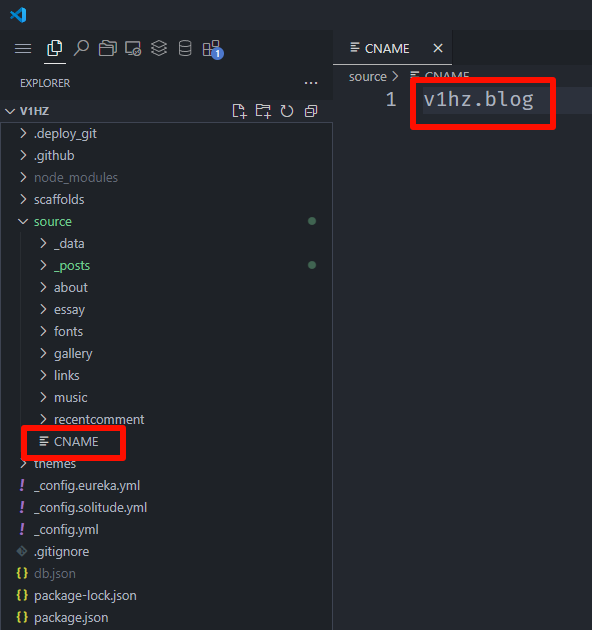 CNAME
EXPLORER
source > CNAME
1 v1hz.blog
V1HZ
.deploy_git
.github
node_modules
scaffolds
source
_data
_posts
about
essay
fonts
gallery
links
music
recentcomment
CNAME
themes
! _config.eureka.yml
! _config.solitude.yml
! _config.yml
.gitignore
{} db.json
{} package-lock.json
{} package.json
1